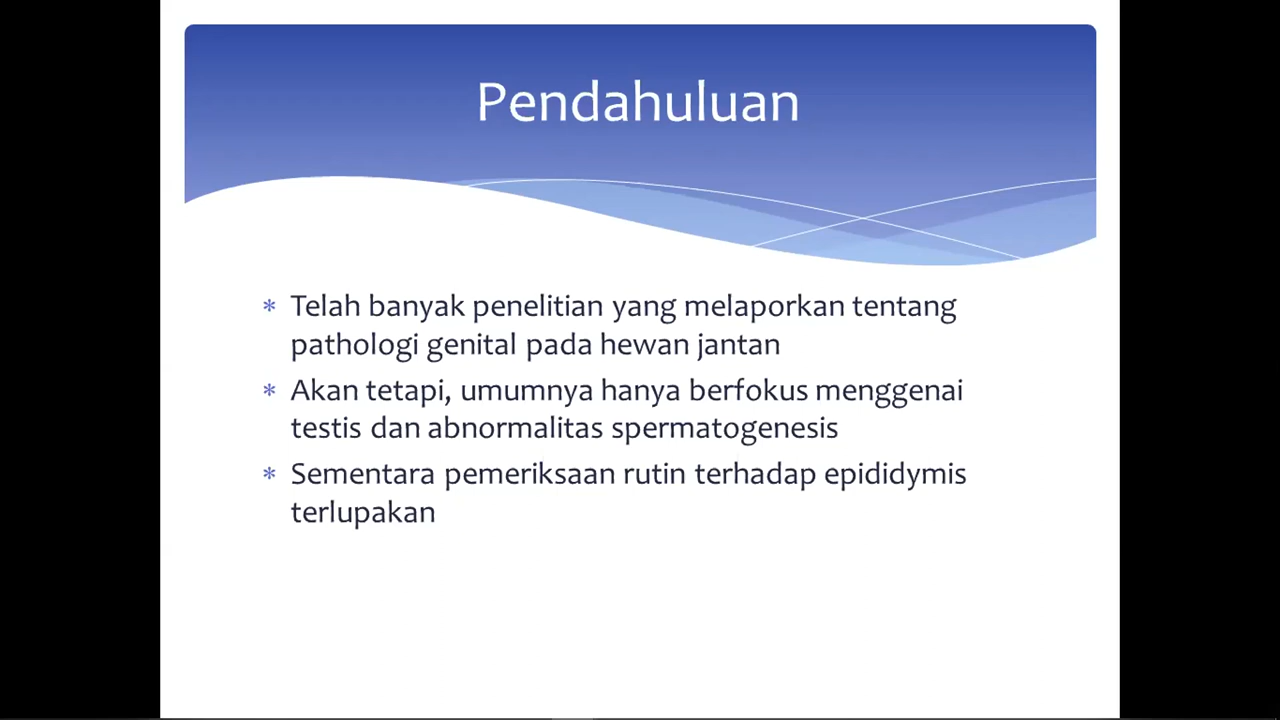 Pendahuluan
* Telah banyak penelitian yang melaporkan tentang
pathologi genital pada hewan jantan
* Akan tetapi, umumnya hanya berfokus menggenai
testis dan abnormalitas spermatogenesis
* Sementara pemeriksaan rutin terhadap epididymis
terlupakan